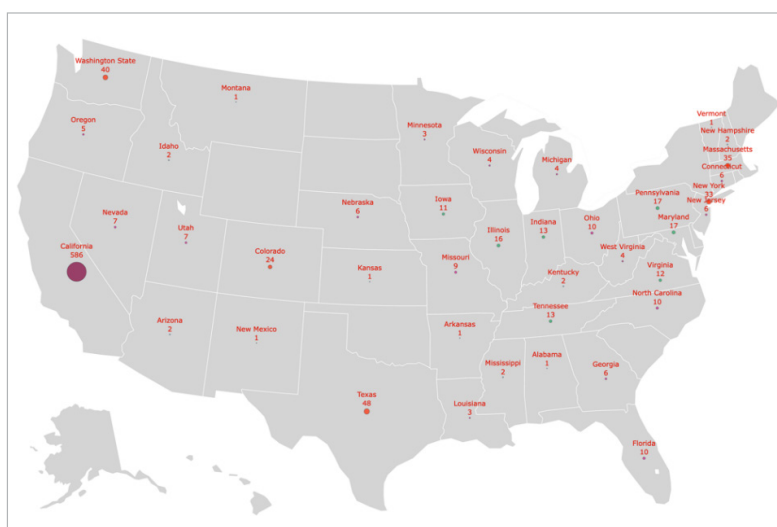 Washington State
40
Montana
1
Oregon
5
Idaho
2
Minnesota
3
Wisconsin
4
Michigan
4
Vermont
1
New Hampshire
2
Massachusetts
35
Connecticut
6
New York
33
New Jersey
6
Pennsylvania
17
Maryland
17
Nevada
7
Utah
7
California
586
Colorado
24
Nebraska
6
Iowa
11
Illinois
16
Indiana
13
Ohio
10
West Virginia
4
Virginia
12
Kansas
1
Missouri
9
Kentucky
2
North Carolina
10
Tennessee
13
Arizona
2
New Mexico
1
Arkansas
1
Mississippi
2
Alabama
1
Georgia
6
Texas
48
Louisiana
3
Florida
10